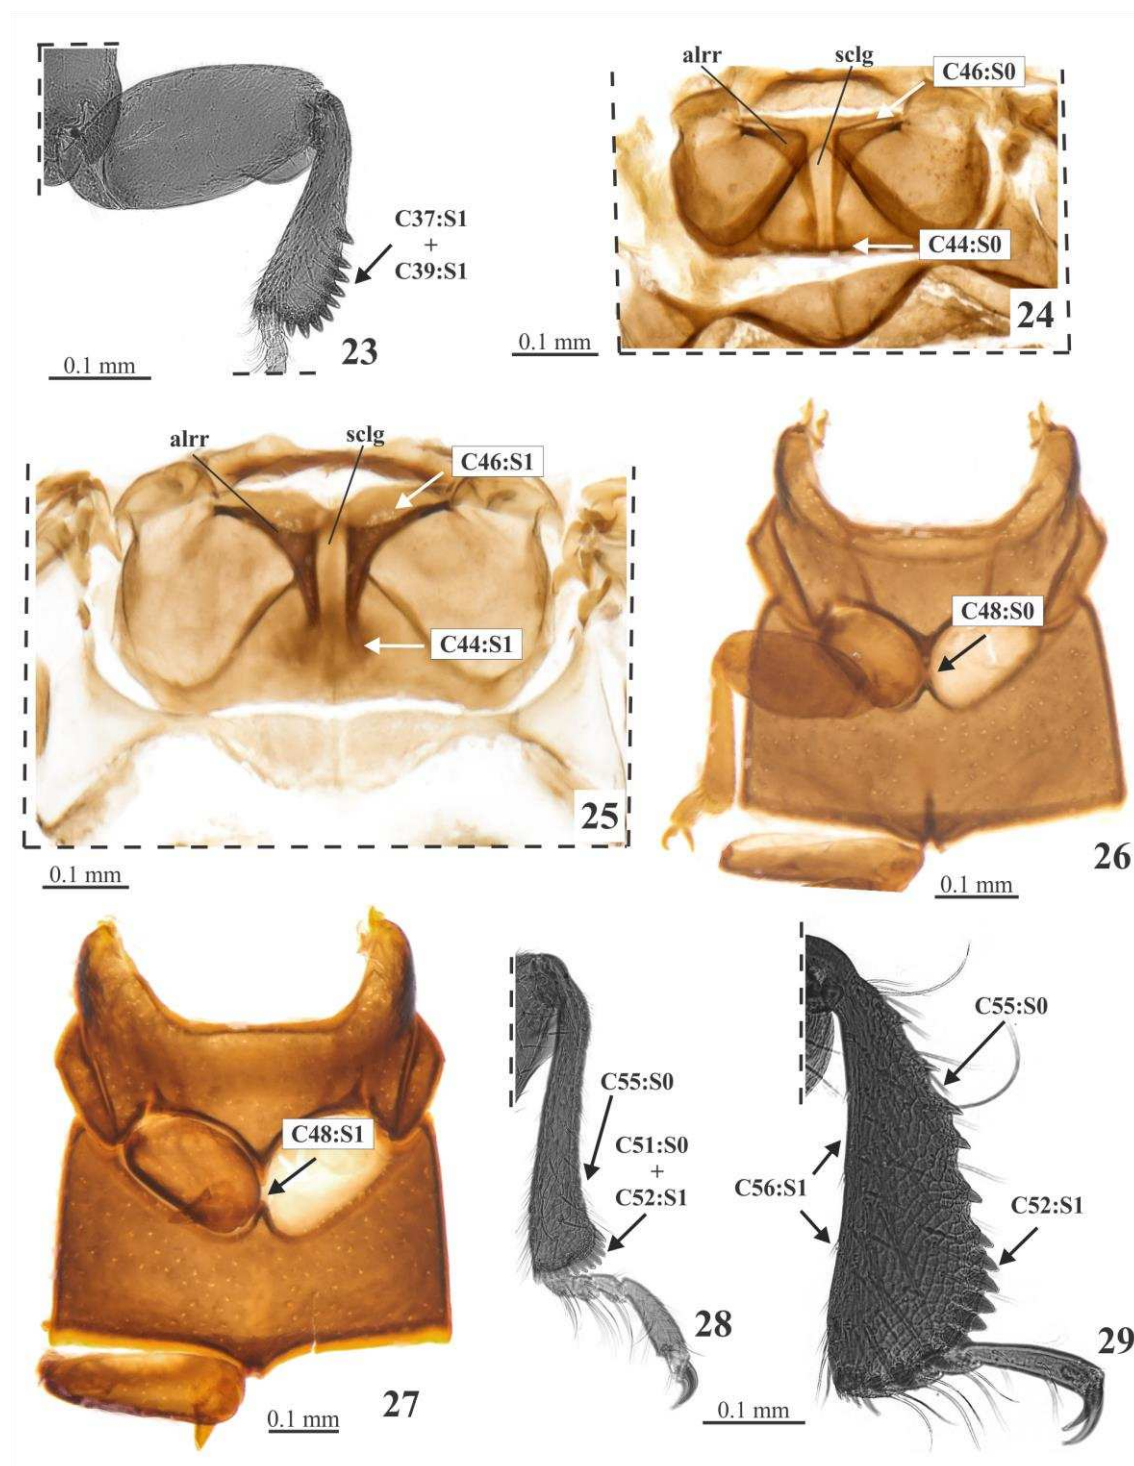 alrr
sclg
C46:S0
C37:S1
+
C39:S1
C44:S0
24
0.1 mm
23
0.1 mm
alrr
sclg
C46:S1
C48:S0
C44:S1
25
26
0.1 mm
0.1 mm
C55:S0
C55:S0
C48:S1
C51:S0
+
C52:S1
C56:S1
C52:S1
28
29
27
0.1 mm
0.1 mm